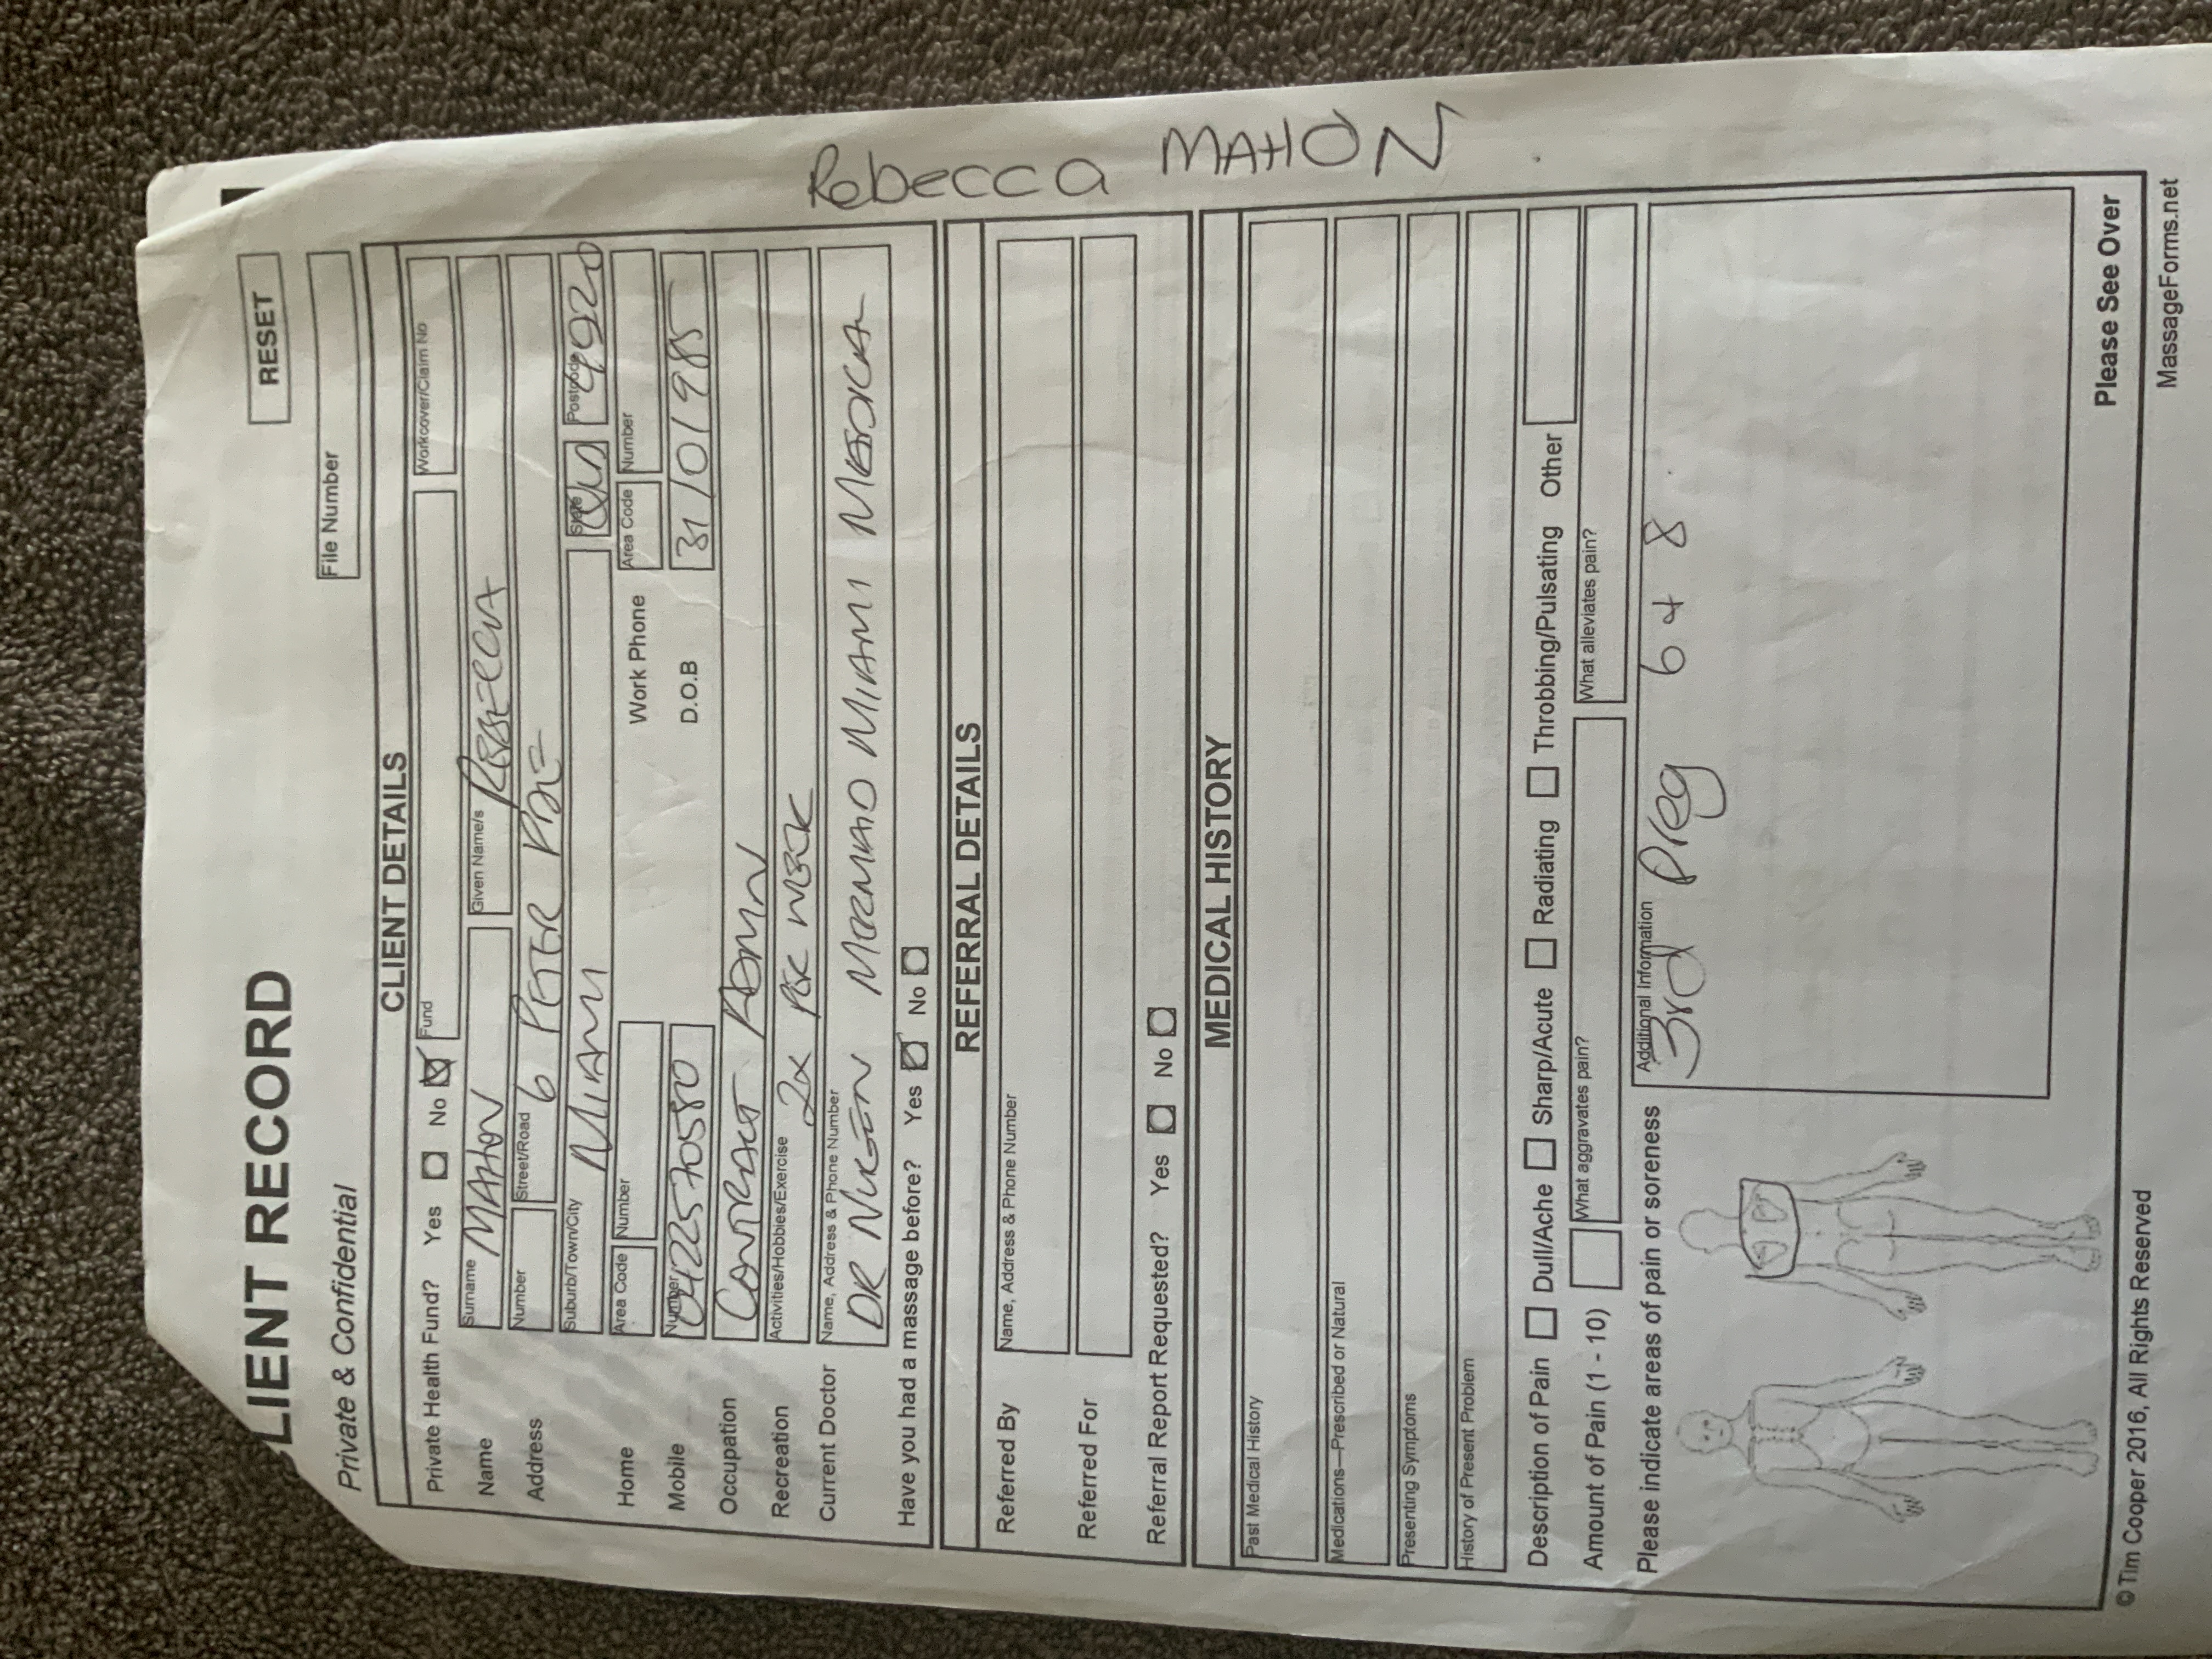 RESET
LIENT RECORD
Private & Confidential
File Number
CLIENT DETAILS
Private Health Fund? Yes No Fund Workcover/Claim No
Name Surname MAHON Given Name/s REBECCA
Address Number Street/Road 6 PETER PDE
Suburb/Town/City MIAMI State QLD Postcode 4220
Home Area Code Number Work Phone Area Code Number
Mobile Number 0422570580 D.O.B 31/01985
Occupation CONTRACT ADMIN
Recreation Activities/Hobbies/Exercise 2x PER WEEK
Current Doctor Name, Address & Phone Number DR NUGEN MERMAID MIAMI MEDICAL
Have you had a massage before? Yes No
Rebecca MAHON
REFERRAL DETAILS
Referred By Name, Address & Phone Number
Referred For
Referral Report Requested? Yes No
MEDICAL HISTORY
Past Medical History
Medications—Prescribed or Natural
Presenting Symptoms
History of Present Problem
Description of Pain Dull/Ache Sharp/Acute Radiating Throbbing/Pulsating Other
Amount of Pain (1 - 10) What aggravates pain? What alleviates pain?
Please indicate areas of pain or soreness
Additional Information
3rd Preg 6 + 8
Please See Over
© Tim Cooper 2016, All Rights Reserved MassageForms.net